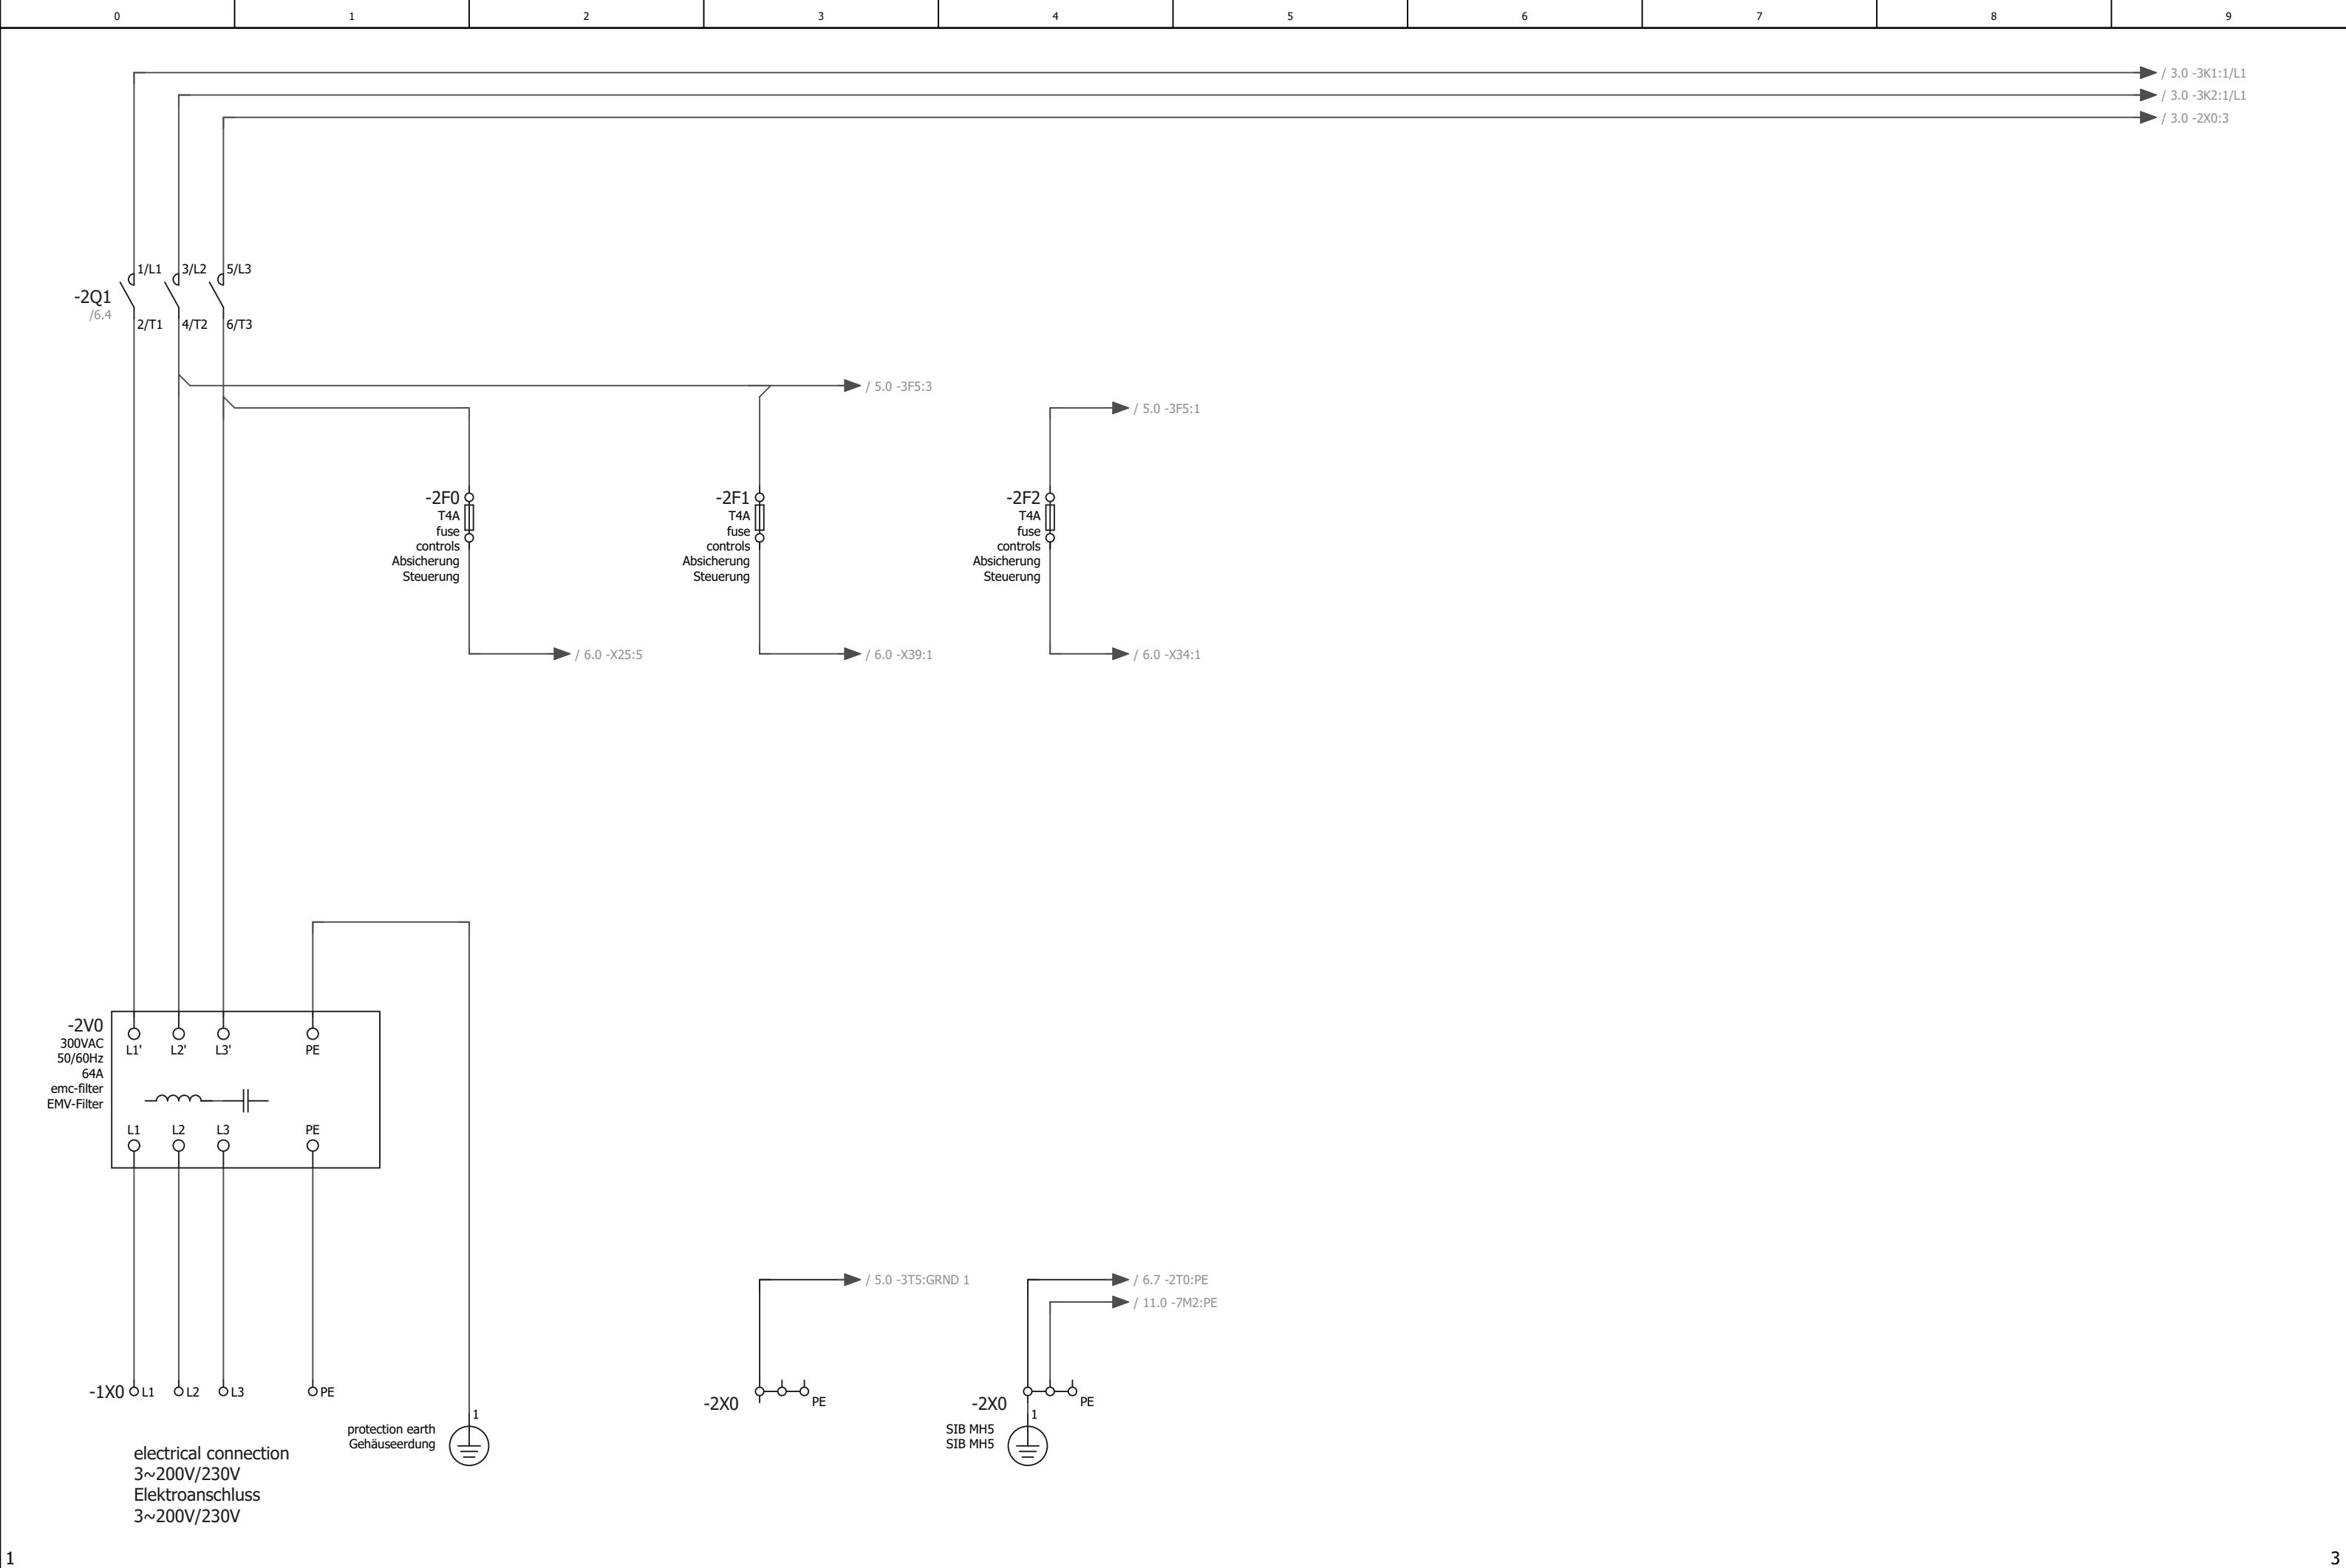 0 1 2 3 4 5 6 7 8 9
/ 3.0 -3K1:1/L1
/ 3.0 -3K2:1/L1
/ 3.0 -2X0:3
1/L1 3/L2 5/L3
-2Q1
/6.4
2/T1 4/T2 6/T3
/ 5.0 -3F5:3
/ 5.0 -3F5:1
-2F0
T4A
fuse
controls
Absicherung
Steuerung
-2F1
T4A
fuse
controls
Absicherung
Steuerung
-2F2
T4A
fuse
controls
Absicherung
Steuerung
/ 6.0 -X25:5
/ 6.0 -X39:1
/ 6.0 -X34:1
-2V0
300VAC
50/60Hz
64A
emc-filter
EMV-Filter
L1' L2' L3' PE
L1 L2 L3 PE
/ 5.0 -3T5:GRND 1
/ 6.7 -2T0:PE
/ 11.0 -7M2:PE
-1X0 L1 L2 L3 PE
-2X0 PE
-2X0 PE
1
protection earth
Gehäuseerdung
1
SIB MH5
SIB MH5
electrical connection
3~200V/230V
Elektroanschluss
3~200V/230V
1
3